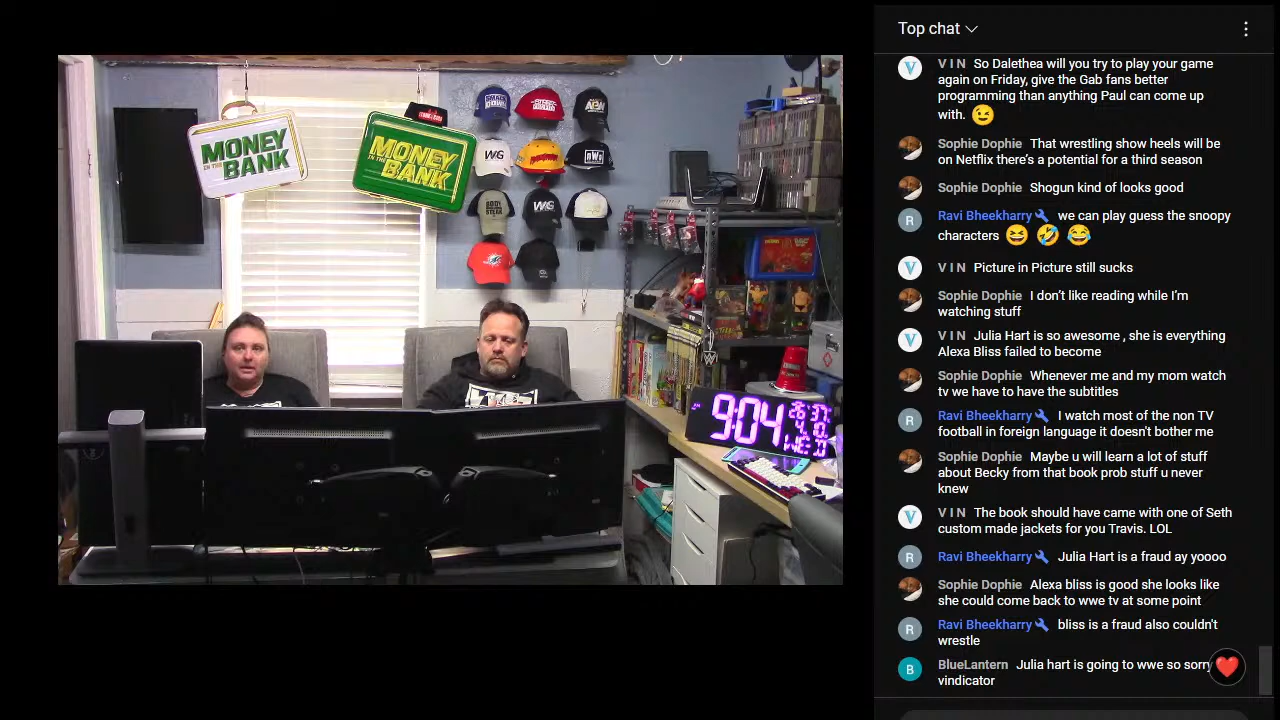 Top chat
V I N So Dalethea will you try to play your game
again on Friday, give the Gab fans better
programming than anything Paul can come up
with. 😉
Sophie Dophie That wrestling show heels will be
on Netflix there's a potential for a third season
Sophie Dophie Shogun kind of looks good
R
Ravi Bheekharry we can play guess the snoopy
characters 😆 🤣 😂
V I N Picture in Picture still sucks
Sophie Dophie I don't like reading while I'm
watching stuff
V I N Julia Hart is so awesome , she is everything
Alexa Bliss failed to become
Sophie Dophie Whenever me and my mom watch
tv we have to have the subtitles
R
Ravi Bheekharry I watch most of the non TV
football in foreign language it doesn't bother me
Sophie Dophie Maybe u will learn a lot of stuff
about Becky from that book prob stuff u never
knew
V I N The book should have came with one of Seth
custom made jackets for you Travis. LOL
R
Ravi Bheekharry Julia Hart is a fraud ay yoooo
Sophie Dophie Alexa bliss is good she looks like
she could come back to wwe tv at some point
R
Ravi Bheekharry bliss is a fraud also couldn't
wrestle
B
BlueLantern Julia hart is going to wwe so sorry
vindicator
MONEY
IN THE
BANK
MONEY
IN THE
BANK
nWo
9:04
WED